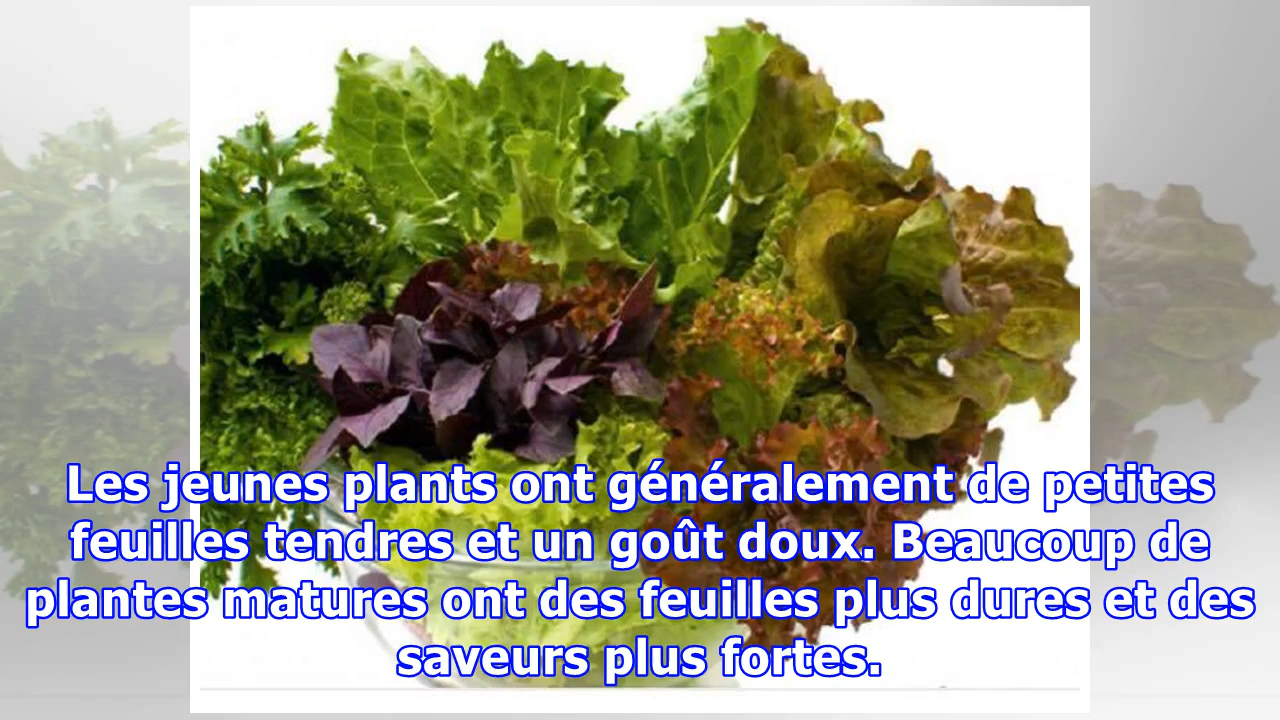 Les jeunes plants ont généralement de petites
feuilles tendres et un goût doux. Beaucoup de
plantes matures ont des feuilles plus dures et des
saveurs plus fortes.